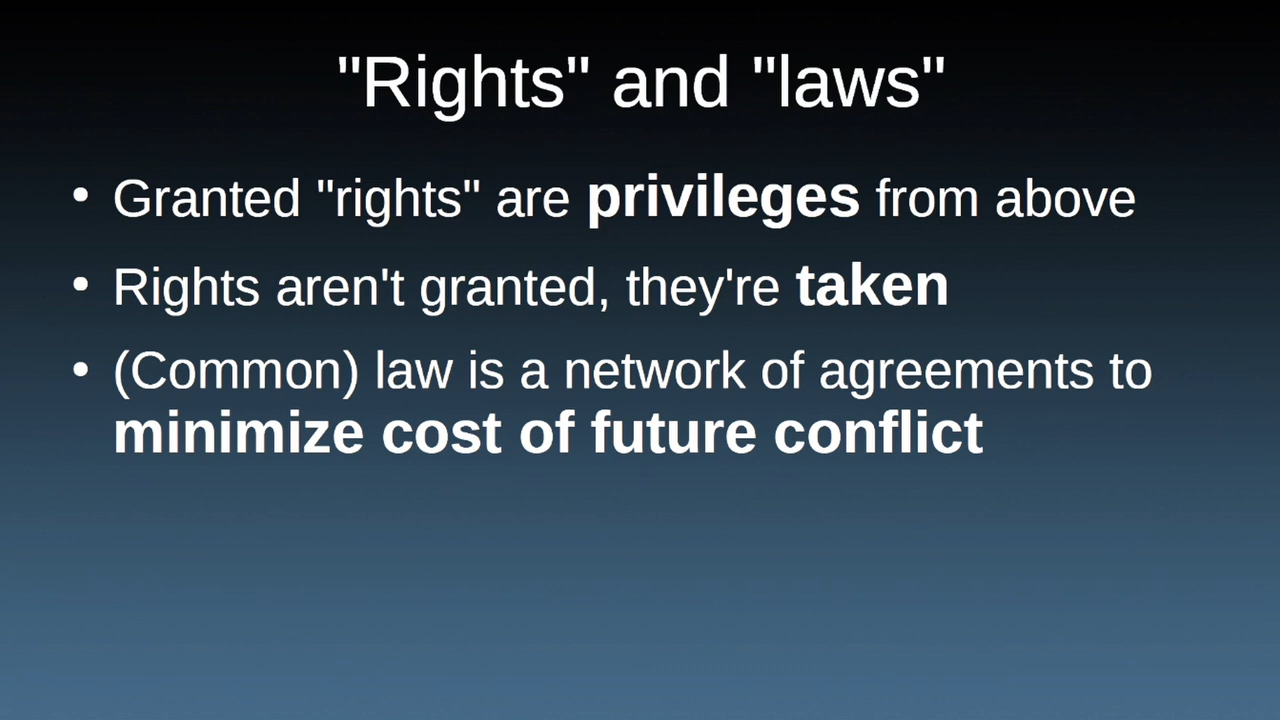 "Rights" and "laws"
• Granted "rights" are privileges from above
• Rights aren't granted, they're taken
• (Common) law is a network of agreements to
minimize cost of future conflict